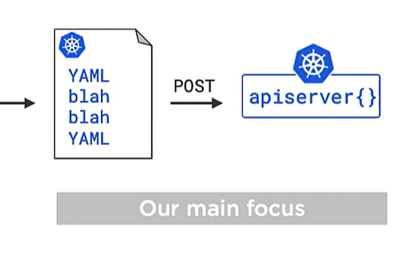 YAML
blah
blah
YAML
POST
apiserver{}
Our main focus